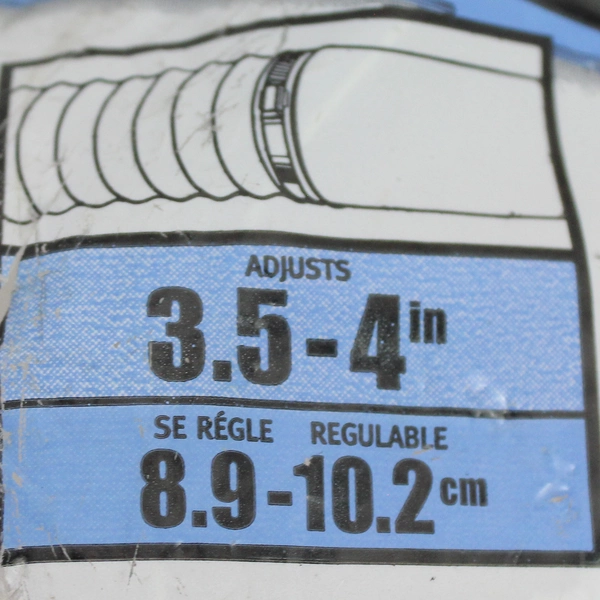 ADJUSTS
3.5-4in
SE RÉGLE REGULABLE
8.9-10.2cm